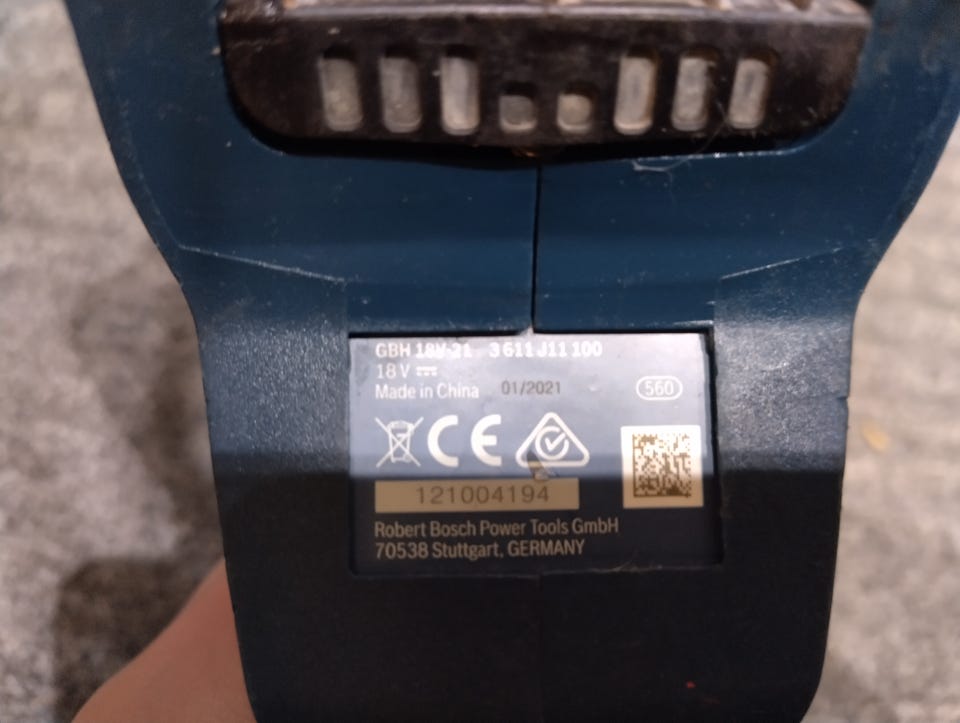 GBH 18V-21 3 611 J11 100
18 V
Made in China 01/2021 560
CE
121004194
Robert Bosch Power Tools GmbH
70538 Stuttgart, GERMANY